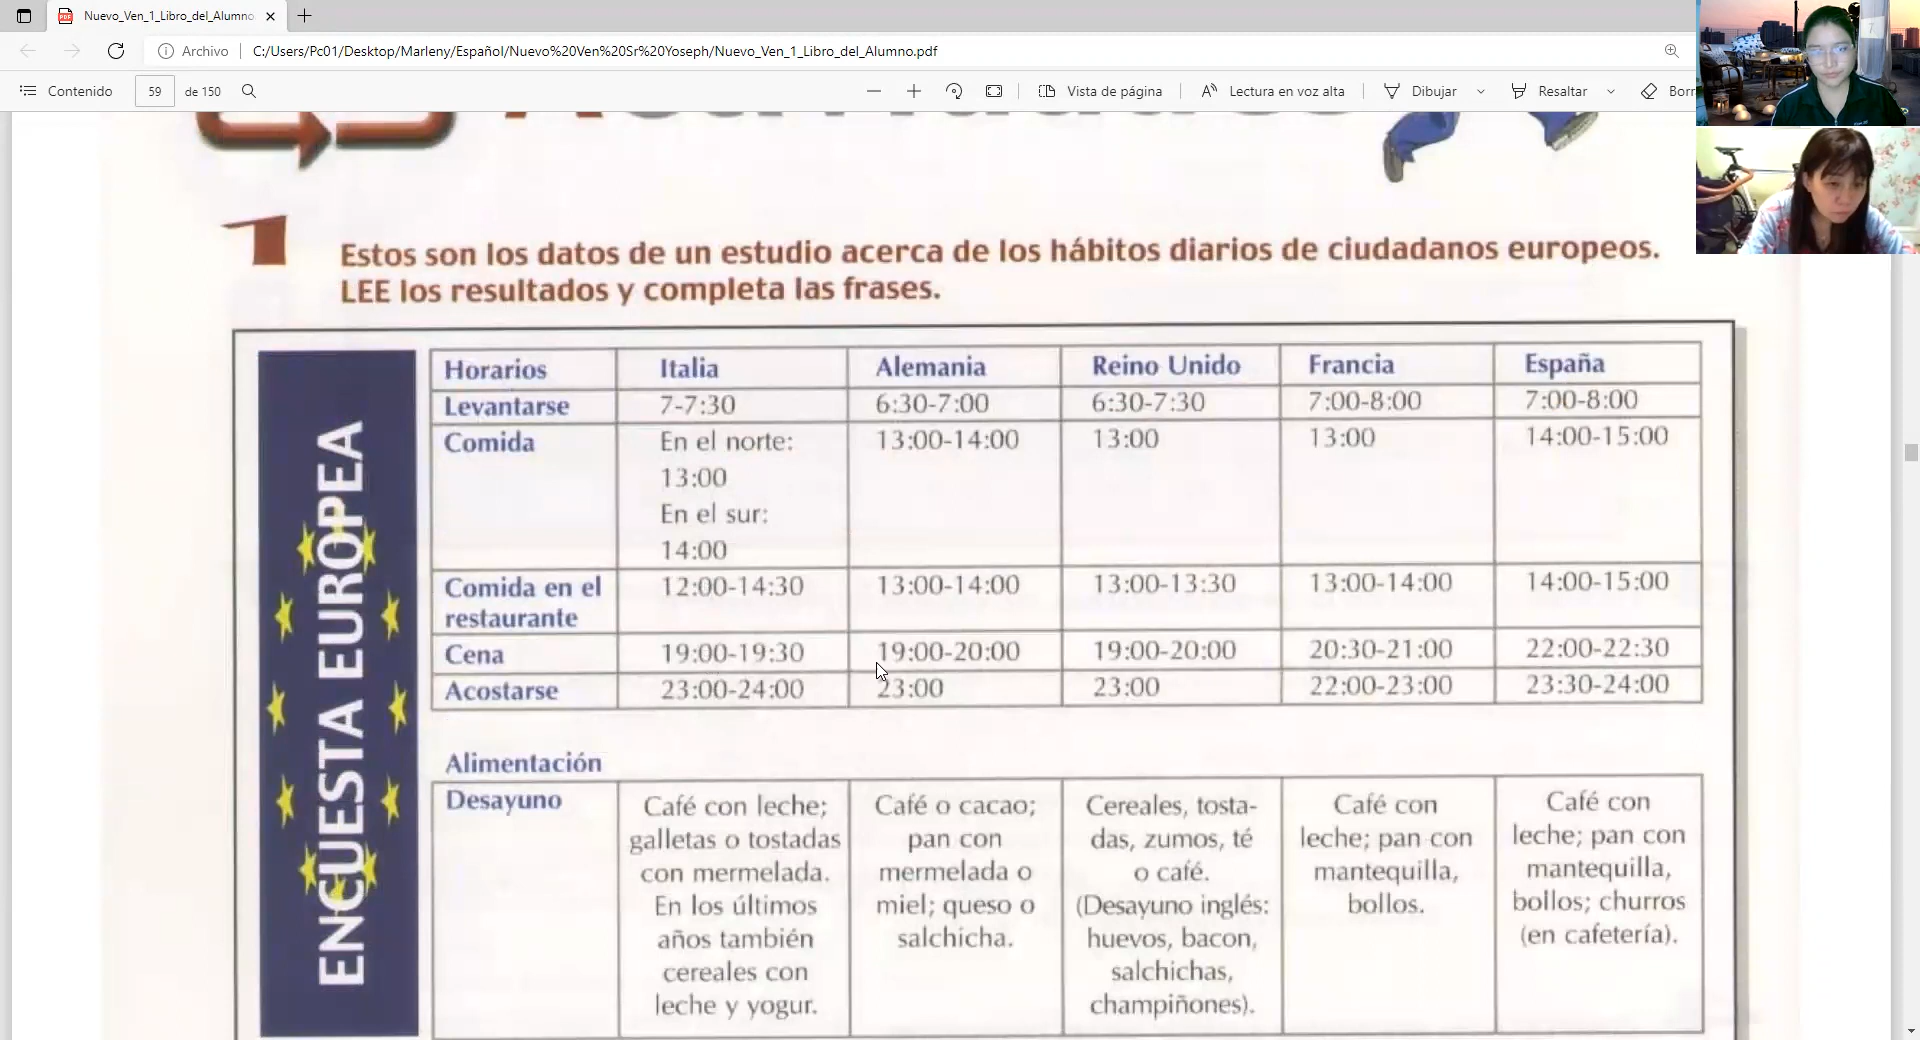 Nuevo_Ven_1_Libro_del_Alumno
Archivo
C:/Users/Pc01/Desktop/Marleny/Español/Nuevo%20Ven%20Sr%20Yoseph/Nuevo_Ven_1_Libro_del_Alumno.pdf
Contenido 59 de 150 Vista de página Lectura en voz alta Dibujar Resaltar Borr
1
Estos son los datos de un estudio acerca de los hábitos diarios de ciudadanos europeos.
LEE los resultados y completa las frases.
ENCUESTA EUROPEA
Horarios Italia Alemania Reino Unido Francia España
Levantarse 7-7:30 6:30-7:00 6:30-7:30 7:00-8:00 7:00-8:00
Comida En el norte: 13:00-14:00 13:00 13:00 14:00-15:00
13:00
En el sur:
14:00
Comida en el 12:00-14:30 13:00-14:00 13:00-13:30 13:00-14:00 14:00-15:00
restaurante
Cena 19:00-19:30 19:00-20:00 19:00-20:00 20:30-21:00 22:00-22:30
Acostarse 23:00-24:00 23:00 23:00 22:00-23:00 23:30-24:00
Alimentación
Desayuno
Café con leche;
galletas o tostadas
con mermelada.
En los últimos
años también
cereales con
leche y yogur.
Café o cacao;
pan con
mermelada o
miel; queso o
salchicha.
Cereales, tosta-
das, zumos, té
o café.
(Desayuno inglés:
huevos, bacon,
salchichas,
champiñones).
Café con
leche; pan con
mantequilla,
bollos.
Café con
leche; pan con
mantequilla,
bollos; churros
(en cafetería).